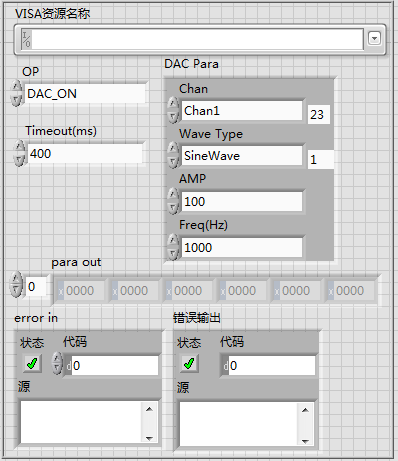 VISA资源名称
I/O
OP
DAC_ON
Timeout(ms)
400
DAC Para
Chan
Chan1
23
Wave Type
SineWave
1
AMP
100
Freq(Hz)
1000
para out
0
x 0000 x 0000 x 0000 x 0000 x 0000 x 0000
error in
状态 代码
d 0
源
错误输出
状态 代码
d 0
源